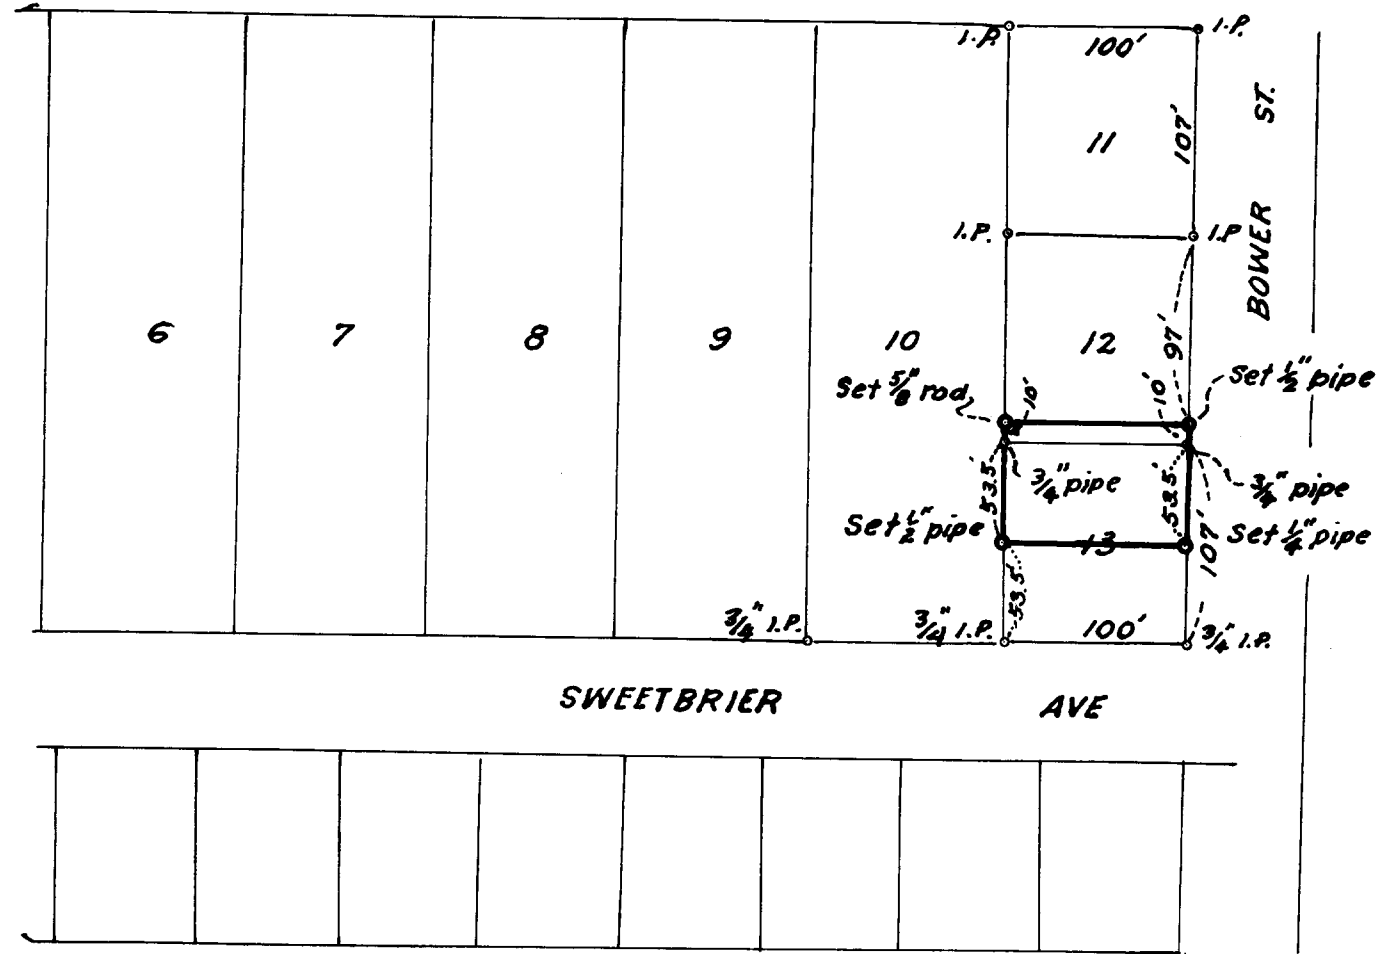 I.P.
100'
I.P.
ST.
11
107'
I.P.
I.P
BOWER
6
7
8
9
10
12
97'
Set 5/8" rod
10'
10'
Set 1/2" pipe
53.5'
3/4" pipe
53.5'
3/4" pipe
Set 1/2" pipe
13
107'
Set 1/4" pipe
53.5'
3/4" I.P.
3/4" I.P.
100'
3/4" I.P.
SWEETBRIER AVE